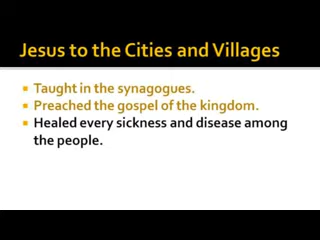 Jesus to the Cities and Villages
Taught in the synagogues.
Preached the gospel of the kingdom.
Healed every sickness and disease among
the people.